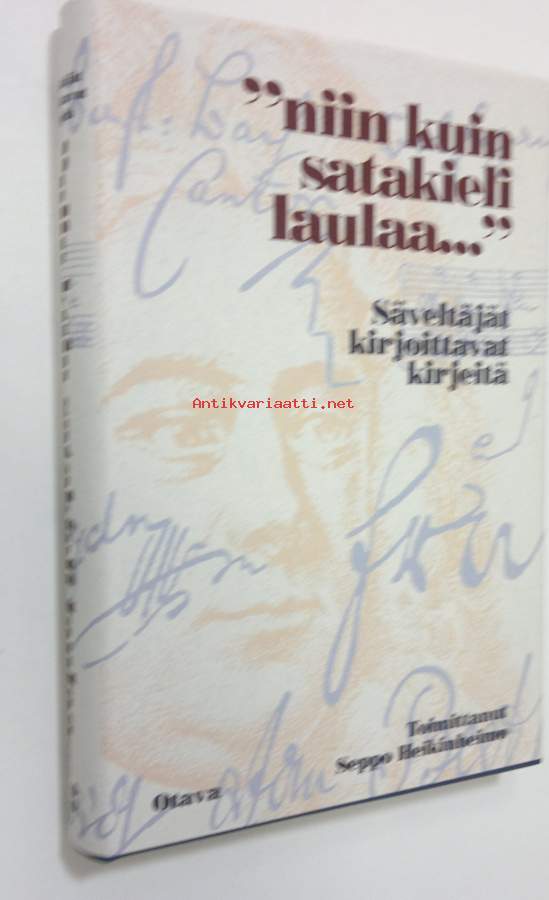 ”niin kuin
satakieli
laulaa...”
Säveltäjät
kirjoittavat
kirjeitä
Antikvariaatti.net
Toimittanut
Seppo Heikinheimo
Otava